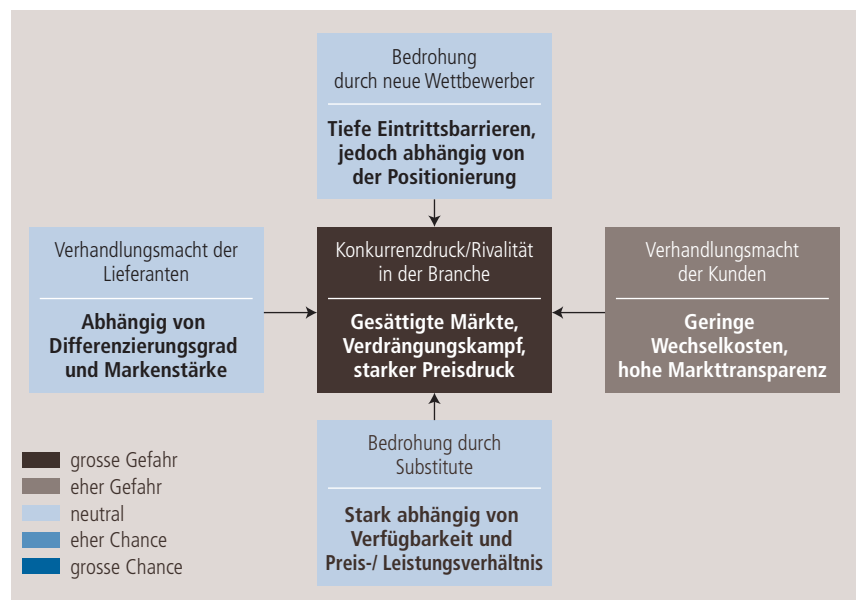 Bedrohung
durch neue Wettbewerber
Tiefe Eintrittsbarrieren,
jedoch abhängig von
der Positionierung
Verhandlungsmacht der
Lieferanten
Abhängig von
Differenzierungsgrad
und Markenstärke
Konkurrenzdruck/Rivalität
in der Branche
Gesättigte Märkte,
Verdrängungskampf,
starker Preisdruck
Verhandlungsmacht
der Kunden
Geringe
Wechselkosten,
hohe Markttransparenz
Bedrohung durch
Substitute
Stark abhängig von
Verfügbarkeit und
Preis-/ Leistungsverhältnis
grosse Gefahr
eher Gefahr
neutral
eher Chance
grosse Chance